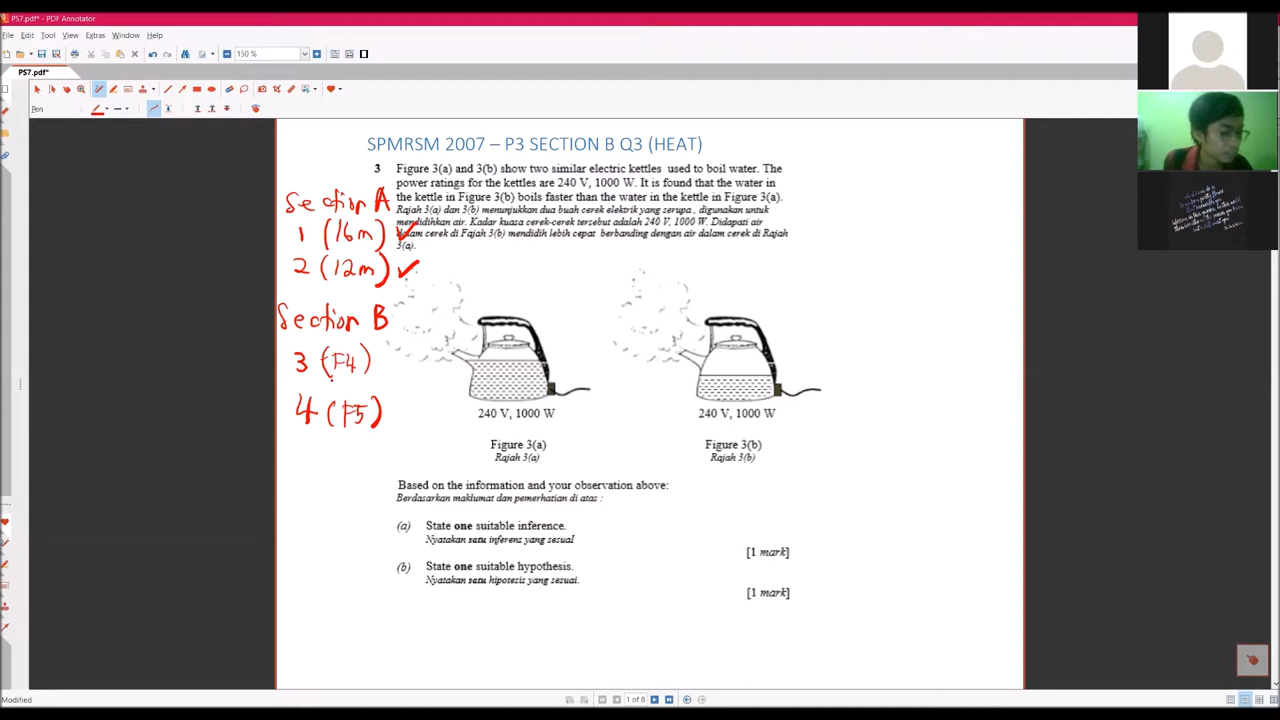 PS7.pdf* - PDF Annotator
File Edit Tool View Extras Window Help
150 %
PS7.pdf*
Pen
SPMRSM 2007 – P3 SECTION B Q3 (HEAT)
3 Figure 3(a) and 3(b) show two similar electric kettles used to boil water. The
power ratings for the kettles are 240 V, 1000 W. It is found that the water in
the kettle in Figure 3(b) boils faster than the water in the kettle in Figure 3(a).
Rajah 3(a) dan 3(b) menunjukkan dua buah cerek elektrik yang serupa , digunakan untuk
mendidihkan air. Kadar kuasa cerek-cerek tersebut adalah 240 V, 1000 W. Didapati air
dalam cerek di Fajah 3(b) mendidih lebih cepat berbanding dengan air dalam cerek di Rajah
3(a).
Section A
1 (16m)
2 (12m)
Section B
3 (F4)
4 (F5)
240 V, 1000 W 240 V, 1000 W
Figure 3(a) Figure 3(b)
Rajah 3(a) Rajah 3(b)
Based on the information and your observation above:
Berdasarkan maklumat dan pemerhatian di atas :
(a) State one suitable inference.
Nyatakan satu inferens yang sesuai
[1 mark]
(b) State one suitable hypothesis.
Nyatakan satu hipotesis yang sesuai.
[1 mark]
Modified
1 of 8